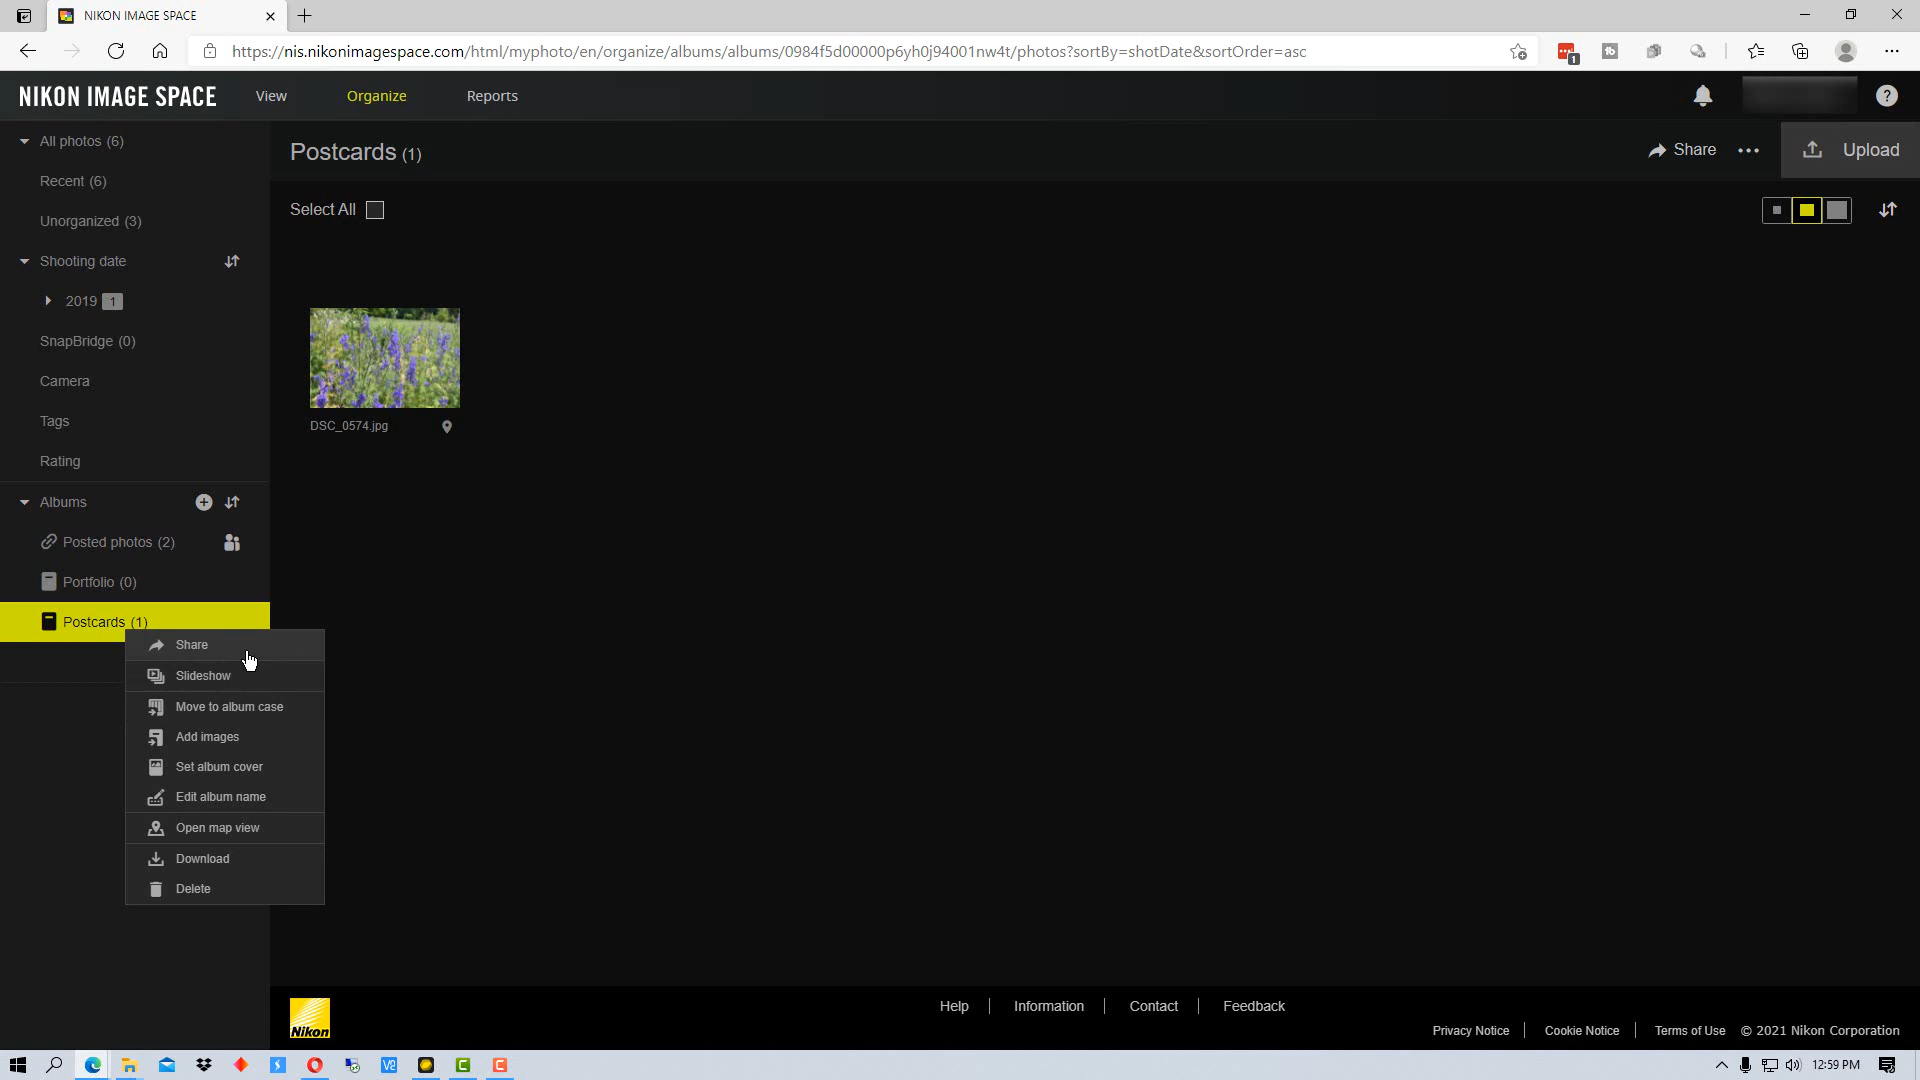 NIKON IMAGE SPACE
https://nis.nikonimagespace.com/html/myphoto/en/organize/albums/albums/0984f5d00000p6yh0j94001nw4t/photos?sortBy=shotDate&sortOrder=asc
1
NIKON IMAGE SPACE
View
Organize
Reports
?
All photos (6)
Recent (6)
Unorganized (3)
Shooting date
2019 1
SnapBridge (0)
Camera
Tags
Rating
Albums
Posted photos (2)
Portfolio (0)
Postcards (1)
Share
Slideshow
Move to album case
Add images
Set album cover
Edit album name
Open map view
Download
Delete
Postcards (1)
Share
Upload
Select All
DSC_0574.jpg
Nikon
Help
Information
Contact
Feedback
Privacy Notice
Cookie Notice
Terms of Use
© 2021 Nikon Corporation
12:59 PM